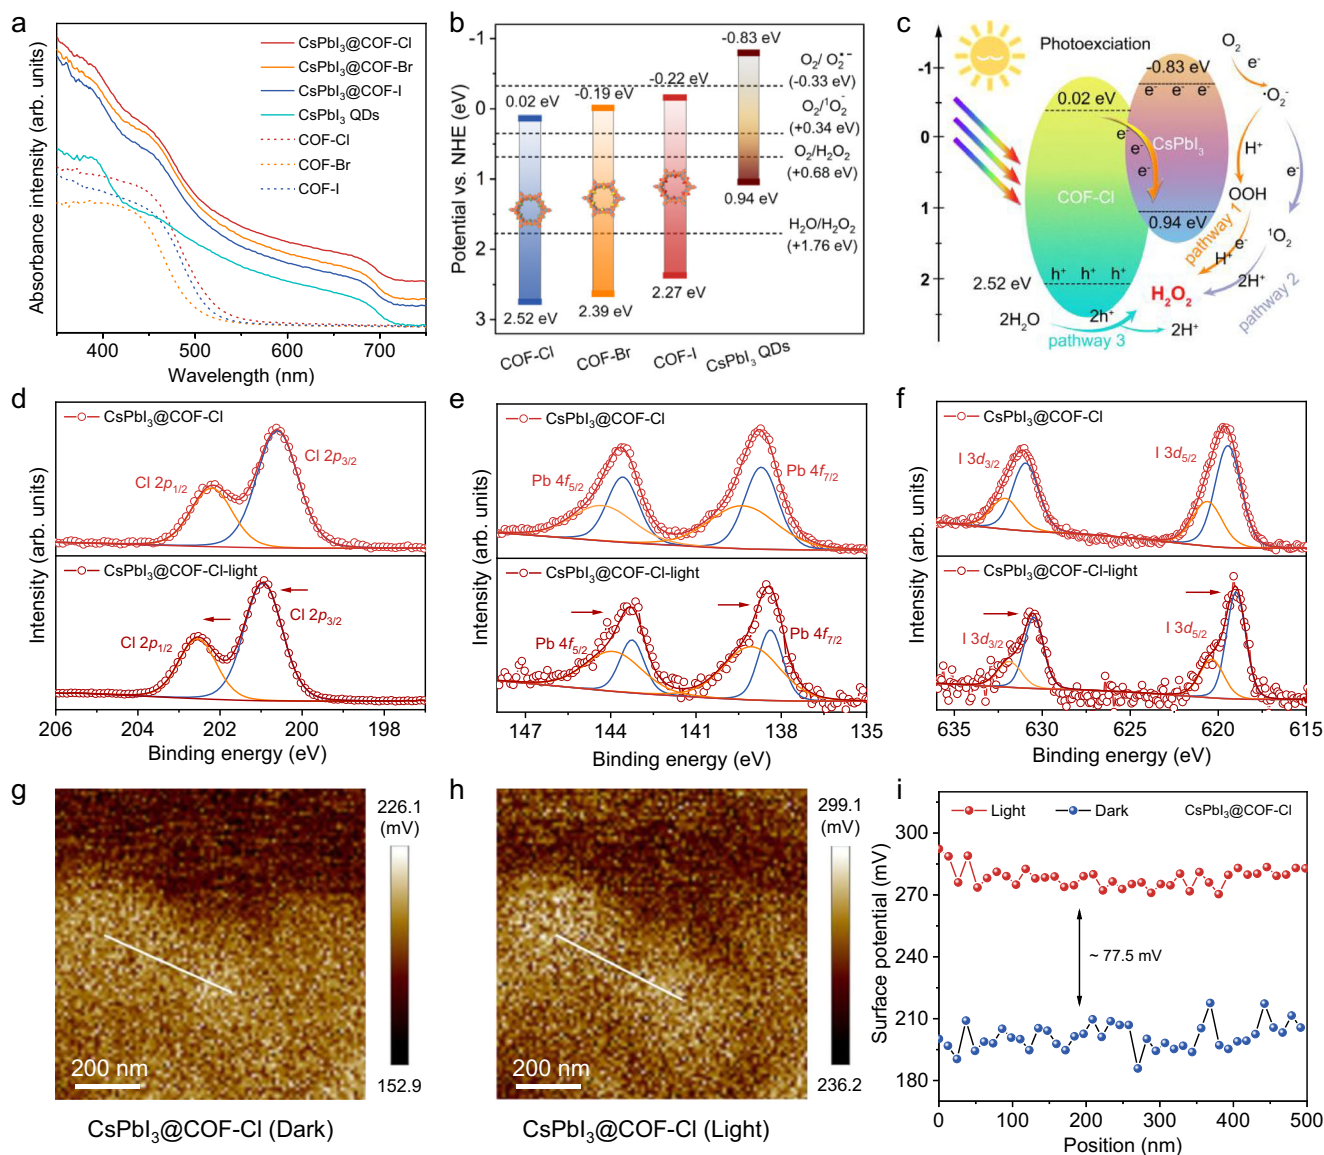 a
CsPbI₃@COF-Cl
CsPbI₃@COF-Br
CsPbI₃@COF-I
CsPbI₃ QDs
COF-Cl
COF-Br
COF-I
Absorbance intensity (arb. units)
400
500
600
700
Wavelength (nm)
b
-1
0
1
2
3
Potential vs. NHE (eV)
-0.83 eV
-0.22 eV
-0.19 eV
0.02 eV
O₂/ O₂•−
(-0.33 eV)
O₂/¹O₂⁻
(+0.34 eV)
O₂/H₂O₂
(+0.68 eV)
0.94 eV
H₂O/H₂O₂
(+1.76 eV)
2.27 eV
2.39 eV
2.52 eV
COF-Cl
COF-Br
COF-I
CsPbI₃ QDs
c
-1
0
1
2
Photoexciation
O₂
e⁻
-0.83 eV
e⁻ e⁻ e⁻
·O₂⁻
0.02 eV
e⁻
e⁻
e⁻
CsPbI₃
H⁺
e⁻
COF-Cl
OOH
0.94 eV
pathway 1
e⁻
H⁺
¹O₂
2H⁺
pathway 2
h⁺ h⁺ h⁺
2.52 eV
H₂O₂
2H₂O
2h⁺
2H⁺
pathway 3
d
CsPbI₃@COF-Cl
Cl 2p₃/₂
Cl 2p₁/₂
CsPbI₃@COF-Cl-light
Cl 2p₃/₂
Cl 2p₁/₂
Intensity (arb. units)
206
204
202
200
198
Binding energy (eV)
e
CsPbI₃@COF-Cl
Pb 4f₅/₂
Pb 4f₇/₂
CsPbI₃@COF-Cl-light
Pb 4f₅/₂
Pb 4f₇/₂
Intensity (arb. units)
147
144
141
138
135
Binding energy (eV)
f
CsPbI₃@COF-Cl
I 3d₃/₂
I 3d₅/₂
CsPbI₃@COF-Cl-light
I 3d₃/₂
I 3d₅/₂
Intensity (arb. units)
635
630
625
620
615
Binding energy (eV)
g
226.1
(mV)
152.9
200 nm
CsPbI₃@COF-Cl (Dark)
h
299.1
(mV)
236.2
200 nm
CsPbI₃@COF-Cl (Light)
i
Light
Dark
CsPbI₃@COF-Cl
300
270
240
210
180
Surface potential (mV)
~ 77.5 mV
0
100
200
300
400
500
Position (nm)